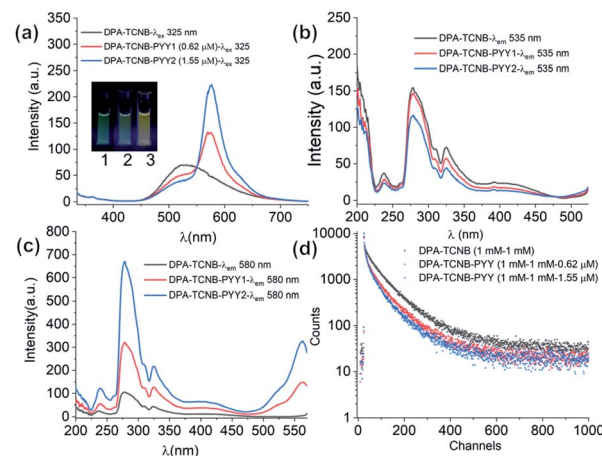 (a)
DPA-TCNB-λex 325 nm
DPA-TCNB-PYY1 (0.62 μM)-λex 325
DPA-TCNB-PYY2 (1.55 μM)-λex 325
350
300
250
200
150
100
50
0
Intensity (a.u.)
1 2 3
400 500 600 700
λ(nm)
(b)
DPA-TCNB-λem 535 nm
DPA-TCNB-PYY1-λem 535 nm
DPA-TCNB-PYY2-λem 535 nm
250
200
150
100
50
0
Intensity (a.u.)
200 250 300 350 400 450 500
λ (nm)
(c)
DPA-TCNB-λem 580 nm
DPA-TCNB-PYY1-λem 580 nm
DPA-TCNB-PYY2-λem 580 nm
800
700
600
500
400
300
200
100
0
Intensity(a.u.)
200 250 300 350 400 450 500 550
λ(nm)
(d)
DPA-TCNB (1 mM-1 mM)
DPA-TCNB-PYY (1 mM-1 mM-0.62 μM)
DPA-TCNB-PYY (1 mM-1 mM-1.55 μM)
10000
1000
100
10
1
Counts
0 200 400 600 800 1000
Channels